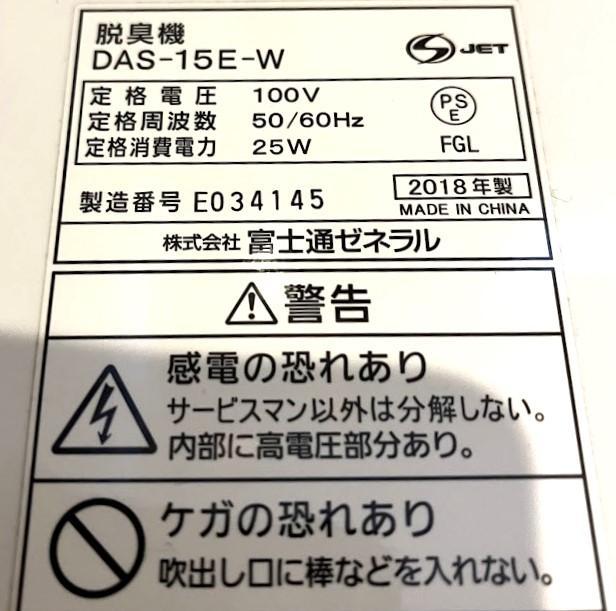 脱臭機
DAS-15E-W
S JET
定格電圧 100V
定格周波数 50/60Hz
定格消費電力 25W
PSE
FGL
製造番号 E034145
2018年製
MADE IN CHINA
株式会社 富士通ゼネラル
警告
感電の恐れあり
サービスマン以外は分解しない。
内部に高電圧部分あり。
ケガの恐れあり
吹出し口に棒などを入れない。